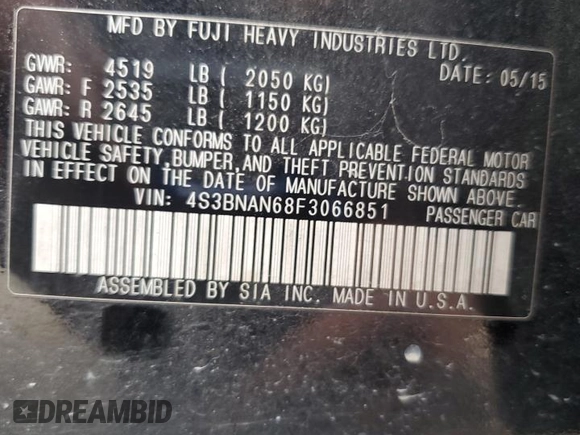 MFD BY FUJI HEAVY INDUSTRIES LTD.
GVWR: 4519 LB ( 2050 KG) DATE: 05/15
GAWR: F 2535 LB ( 1150 KG)
GAWR: R 2645 LB ( 1200 KG)
THIS VEHICLE CONFORMS TO ALL APPLICABLE FEDERAL MOTOR
VEHICLE SAFETY, BUMPER, AND THEFT PREVENTION STANDARDS
IN EFFECT ON THE DATE OF MANUFACTURE SHOWN ABOVE.
VIN: 4S3BNAN68F3066851 PASSENGER CAR
ASSEMBLED BY SIA INC. MADE IN U.S.A.
DREAMBID